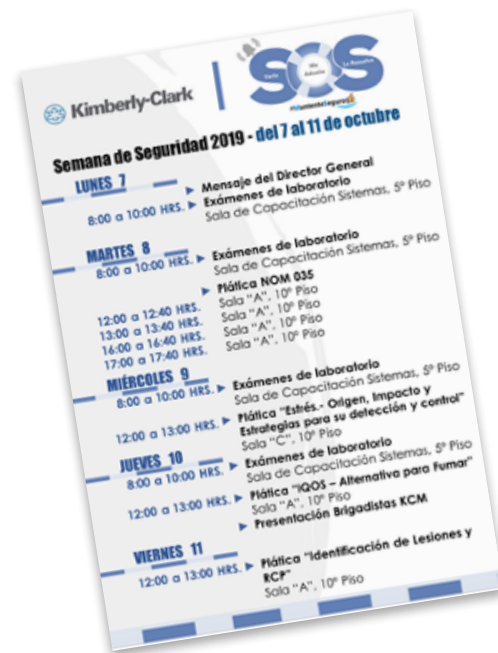 Kimberly-Clark
SOS
#MantenteSeguro
Semana de Seguridad 2019 - del 7 al 11 de octubre
LUNES 7
Mensaje del Director General
8:00 a 10:00 HRS. Exámenes de laboratorio
Sala de Capacitación Sistemas, 5º Piso
MARTES 8
8:00 a 10:00 HRS. Exámenes de laboratorio
Sala de Capacitación Sistemas, 5º Piso
Plática NOM 035
12:00 a 12:40 HRS. Sala "A", 10º Piso
13:00 a 13:40 HRS. Sala "A", 10º Piso
16:00 a 16:40 HRS. Sala "A", 10º Piso
17:00 a 17:40 HRS. Sala "A", 10º Piso
MIÉRCOLES 9
8:00 a 10:00 HRS. Exámenes de laboratorio
Sala de Capacitación Sistemas, 5º Piso
12:00 a 13:00 HRS. Plática "Estrés.- Origen, Impacto y
Estrategias para su detección y control"
Sala "C", 10º Piso
JUEVES 10
8:00 a 10:00 HRS. Exámenes de laboratorio
Sala de Capacitación Sistemas, 5º Piso
12:00 a 13:00 HRS. Plática "IQOS – Alternativa para Fumar"
Sala "A", 10º Piso
Presentación Brigadistas KCM
VIERNES 11
12:00 a 13:00 HRS. Plática "Identificación de Lesiones y
RCP"
Sala "A", 10º Piso